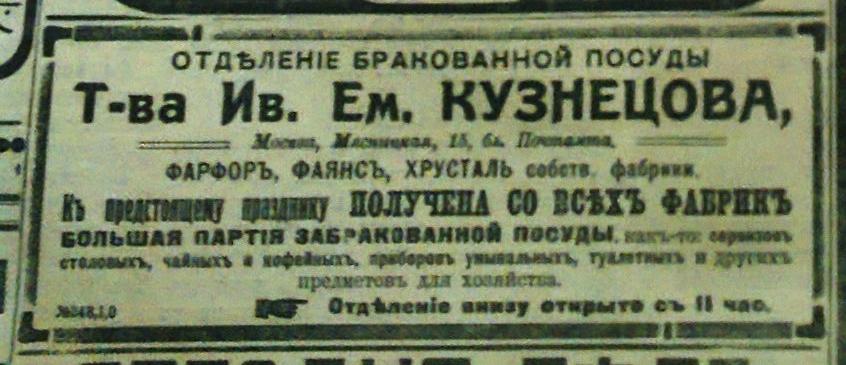 ОТДѢЛЕНІЕ БРАКОВАННОЙ ПОСУДЫ
Т-ва Ив. Ем. КУЗНЕЦОВА,
Москва, Мясницкая, 15, бл. Почтамта.
ФАРФОРЪ, ФАЯНСЪ, ХРУСТАЛЬ собств. фабрики.
Къ предстоящему празднику ПОЛУЧЕНА СО ВСѢХЪ ФАБРИКЪ
БОЛЬШАЯ ПАРТІЯ ЗАБРАКОВАННОЙ ПОСУДЫ, какъ-то: сервизовъ
столовыхъ, чайныхъ и кофейныхъ, приборовъ умывальныхъ, туалетныхъ и другихъ
предметовъ для хозяйства.
Отдѣленіе внизу открыто съ 11 час.